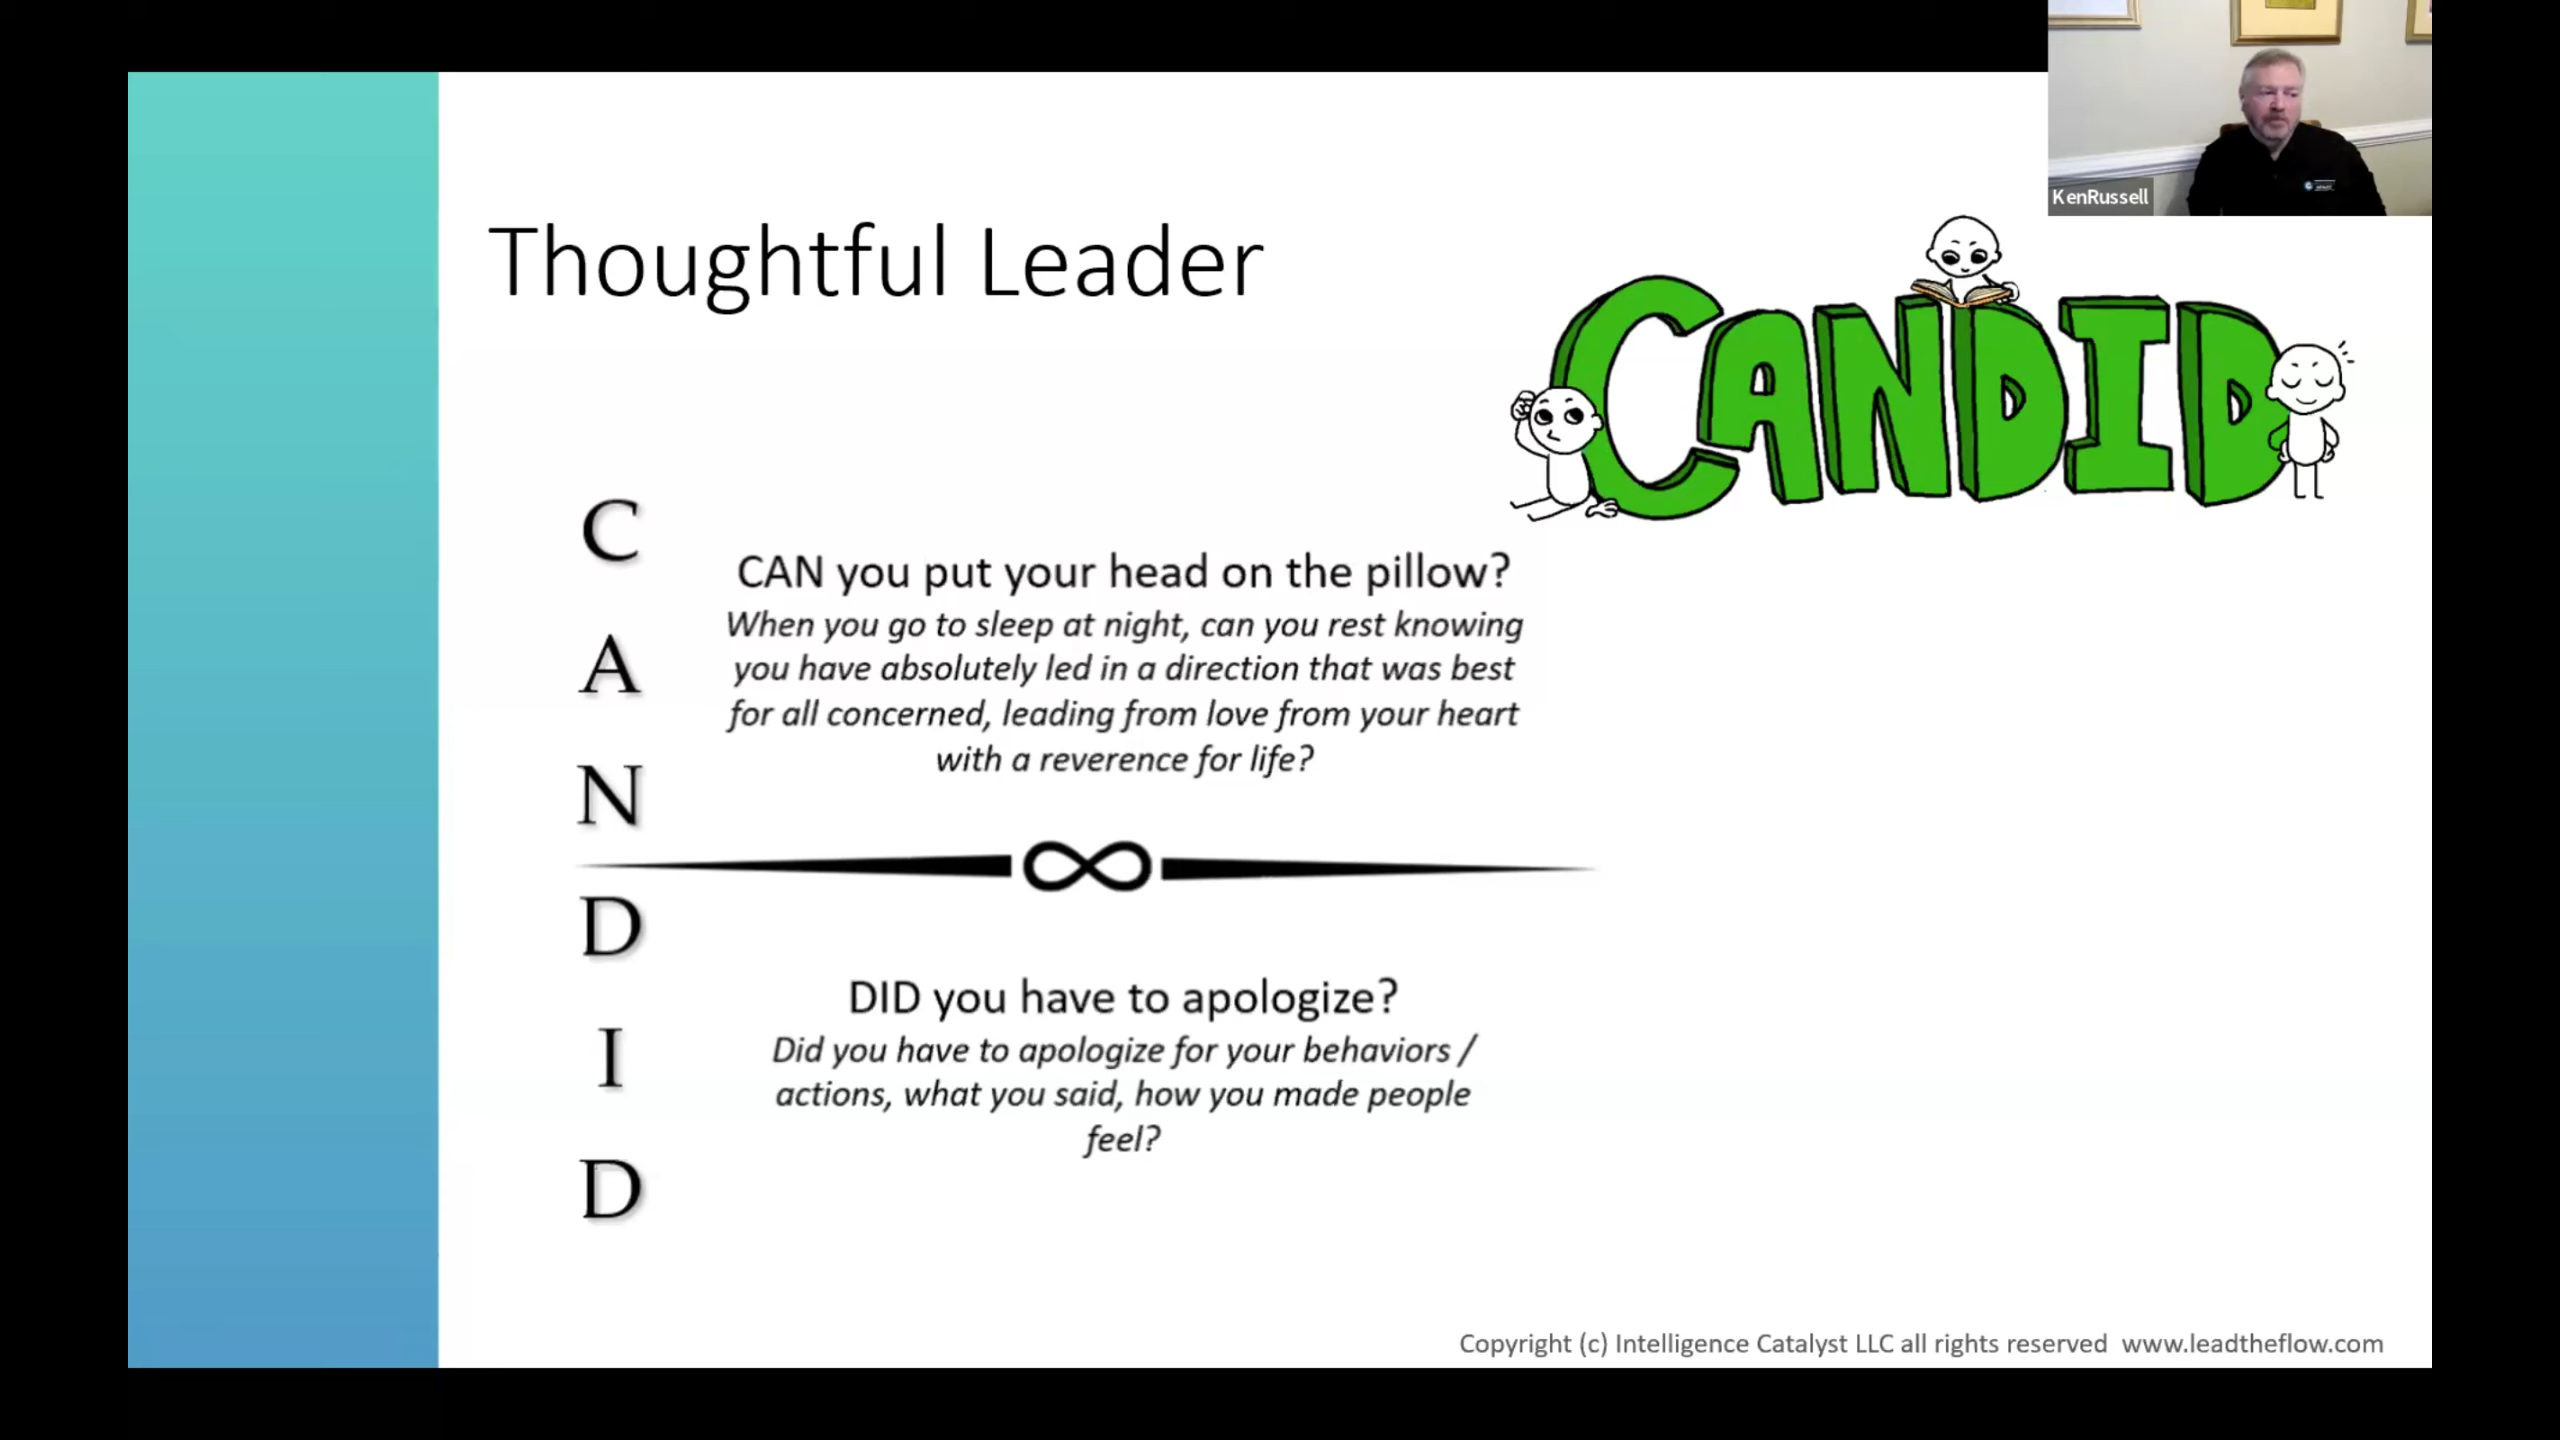 KenRussell
Thoughtful Leader
CANDID
C
A
N
D
I
D
CAN you put your head on the pillow?
When you go to sleep at night, can you rest knowing
you have absolutely led in a direction that was best
for all concerned, leading from love from your heart
with a reverence for life?
DID you have to apologize?
Did you have to apologize for your behaviors /
actions, what you said, how you made people
feel?
Copyright (c) Intelligence Catalyst LLC all rights reserved  www.leadtheflow.com